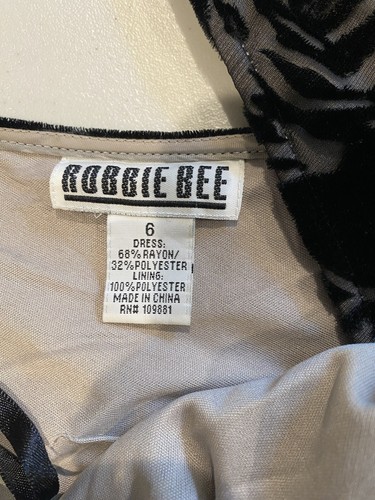 ROBBIE BEE
6
DRESS:
68% RAYON/
32% POLYESTER
LINING:
100% POLYESTER
MADE IN CHINA
RN# 109881